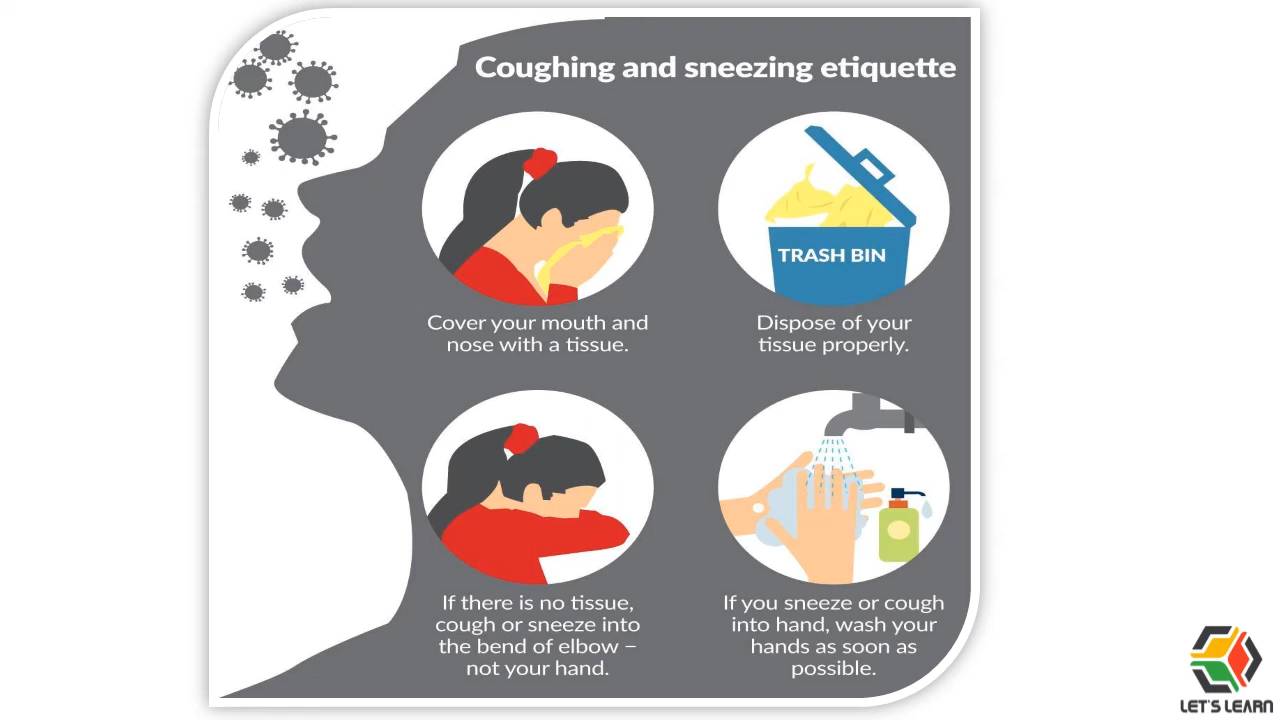 Coughing and sneezing etiquette
TRASH BIN
Cover your mouth and
nose with a tissue.
Dispose of your
tissue properly.
If there is no tissue,
cough or sneeze into
the bend of elbow –
not your hand.
If you sneeze or cough
into hand, wash your
hands as soon as
possible.
LET'S LEARN